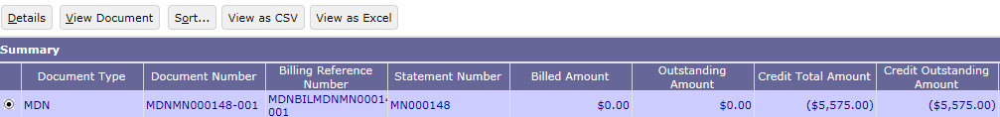 Details View Document Sort... View as CSV View as Excel
Summary
Document Type Document Number Billing Reference Number Statement Number Billed Amount Outstanding Amount Credit Total Amount Credit Outstanding Amount
MDN MDNMN000148-001 MDNBILMDNMN00014 001 MN000148 $0.00 $0.00 ($5,575.00) ($5,575.00)